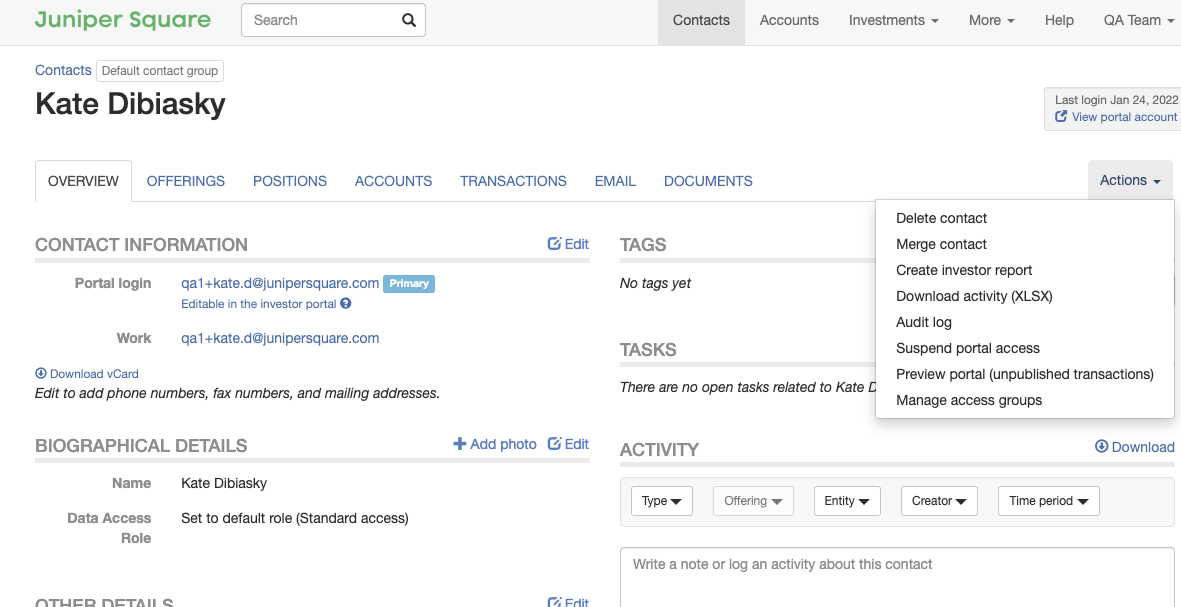 Juniper Square
Search
Contacts
Accounts
Investments
More
Help
QA Team
Contacts
Default contact group
Kate Dibiasky
Last login Jan 24, 2022
View portal account
OVERVIEW
OFFERINGS
POSITIONS
ACCOUNTS
TRANSACTIONS
EMAIL
DOCUMENTS
Actions
Delete contact
Merge contact
Create investor report
Download activity (XLSX)
Audit log
Suspend portal access
Preview portal (unpublished transactions)
Manage access groups
CONTACT INFORMATION
Edit
Portal login
qa1+kate.d@junipersquare.com
Primary
Editable in the investor portal
Work
qa1+kate.d@junipersquare.com
Download vCard
Edit to add phone numbers, fax numbers, and mailing addresses.
BIOGRAPHICAL DETAILS
Add photo
Edit
Name
Kate Dibiasky
Data Access
Role
Set to default role (Standard access)
OTHER DETAILS
Edit
TAGS
No tags yet
TASKS
There are no open tasks related to Kate D
ACTIVITY
Download
Type
Offering
Entity
Creator
Time period
Write a note or log an activity about this contact